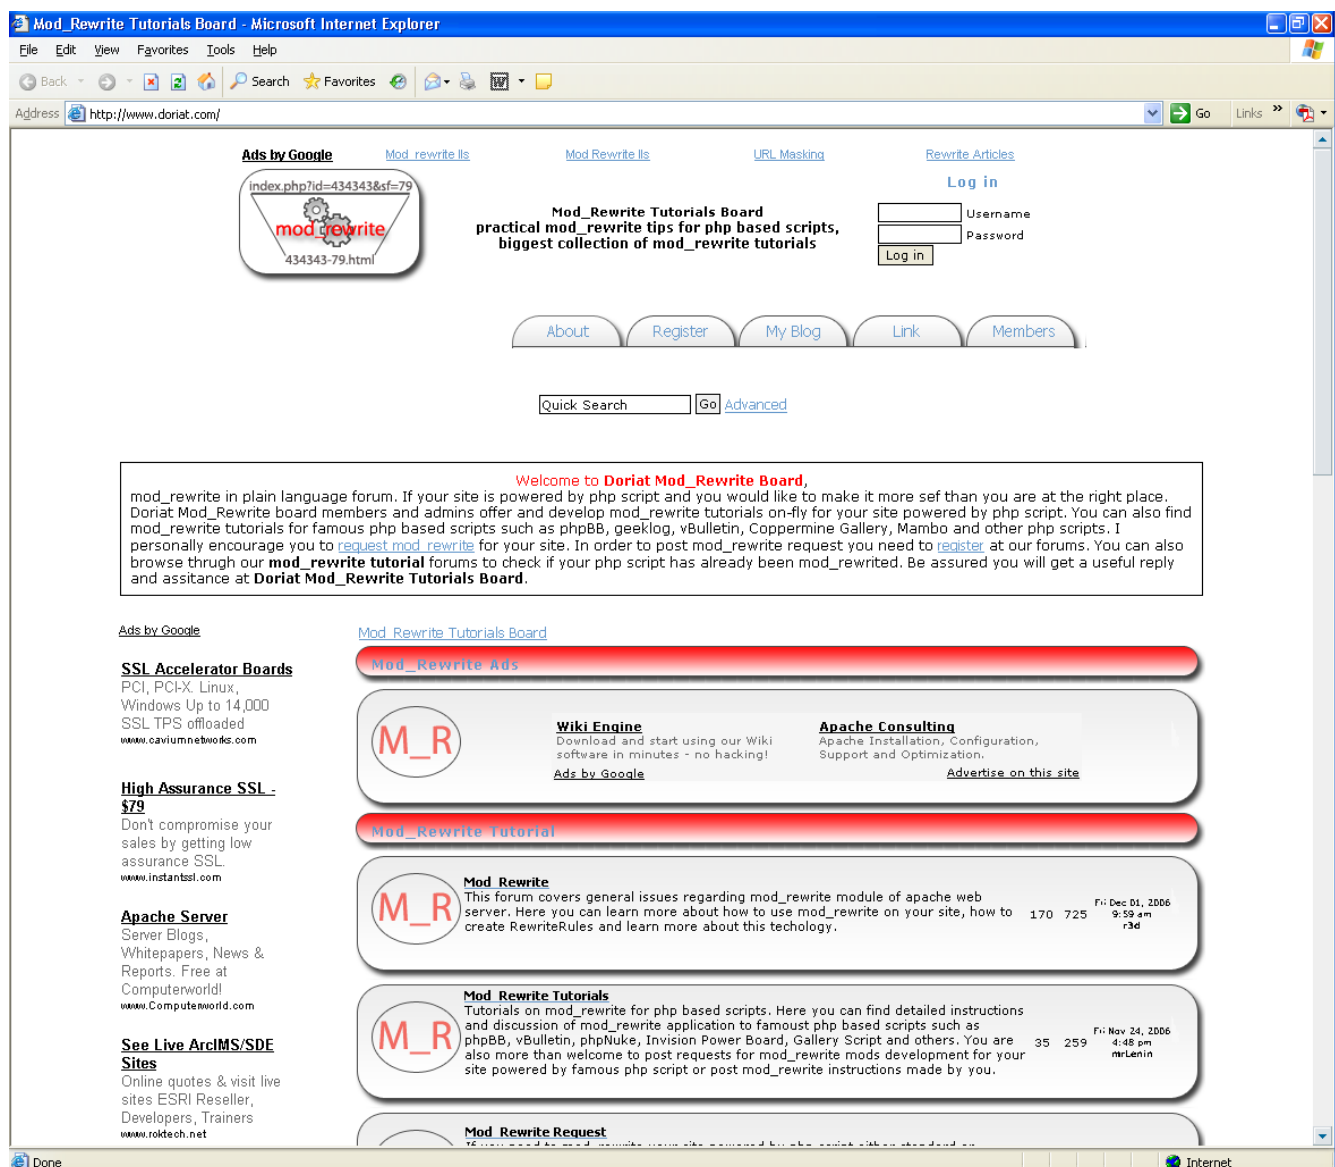 Mod_Rewrite Tutorials Board - Microsoft Internet Explorer
File Edit View Favorites Tools Help
Back Search Favorites
Address http://www.doriat.com/ Go Links »
Ads by Google Mod_rewrite Ils Mod Rewrite Ils URL Masking Rewrite Articles
index.php?id=434343&sf=79
mod_rewrite
434343-79.html
Mod_Rewrite Tutorials Board
practical mod_rewrite tips for php based scripts,
biggest collection of mod_rewrite tutorials
Log in
Username
Password
Log in
About Register My Blog Link Members
Quick Search Go Advanced
Welcome to Doriat Mod_Rewrite Board,
mod_rewrite in plain language forum. If your site is powered by php script and you would like to make it more sef than you are at the right place.
Doriat Mod_Rewrite board members and admins offer and develop mod_rewrite tutorials on-fly for your site powered by php script. You can also find
mod_rewrite tutorials for famous php based scripts such as phpBB, geeklog, vBulletin, Coppermine Gallery, Mambo and other php scripts. I
personally encourage you to request mod_rewrite for your site. In order to post mod_rewrite request you need to register at our forums. You can also
browse thrugh our mod_rewrite tutorial forums to check if your php script has already been mod_rewrited. Be assured you will get a useful reply
and assitance at Doriat Mod_Rewrite Tutorials Board.
Ads by Google
SSL Accelerator Boards
PCI, PCI-X. Linux,
Windows Up to 14,000
SSL TPS offloaded
www.caviumnetworks.com
High Assurance SSL -
$79
Don't compromise your
sales by getting low
assurance SSL.
www.instantssl.com
Apache Server
Server Blogs,
Whitepapers, News &
Reports. Free at
Computerworld!
www.Computerworld.com
See Live ArcIMS/SDE
Sites
Online quotes & visit live
sites ESRI Reseller,
Developers, Trainers
www.roktech.net
Mod_Rewrite Tutorials Board
Mod_Rewrite Ads
M_R
Wiki Engine
Download and start using our Wiki
software in minutes - no hacking!
Apache Consulting
Apache Installation, Configuration,
Support and Optimization.
Ads by Google Advertise on this site
Mod_Rewrite Tutorial
M_R
Mod_Rewrite
This forum covers general issues regarding mod_rewrite module of apache web
server. Here you can learn more about how to use mod_rewrite on your site, how to
create RewriteRules and learn more about this techology.
170 725
Fri Dec 01, 2006
9:59 am
r3d
M_R
Mod_Rewrite Tutorials
Tutorials on mod_rewrite for php based scripts. Here you can find detailed instructions
and discussion of mod_rewrite application to famoust php based scripts such as
phpBB, vBulletin, phpNuke, Invision Power Board, Gallery Script and others. You are
also more than welcome to post requests for mod_rewrite mods development for your
site powered by famous php script or post mod_rewrite instructions made by you.
35 259
Fri Nov 24, 2006
4:48 pm
mrLenin
Mod_Rewrite Request
If you need to mod_rewrite your site powered by php script either standard or
Done Internet